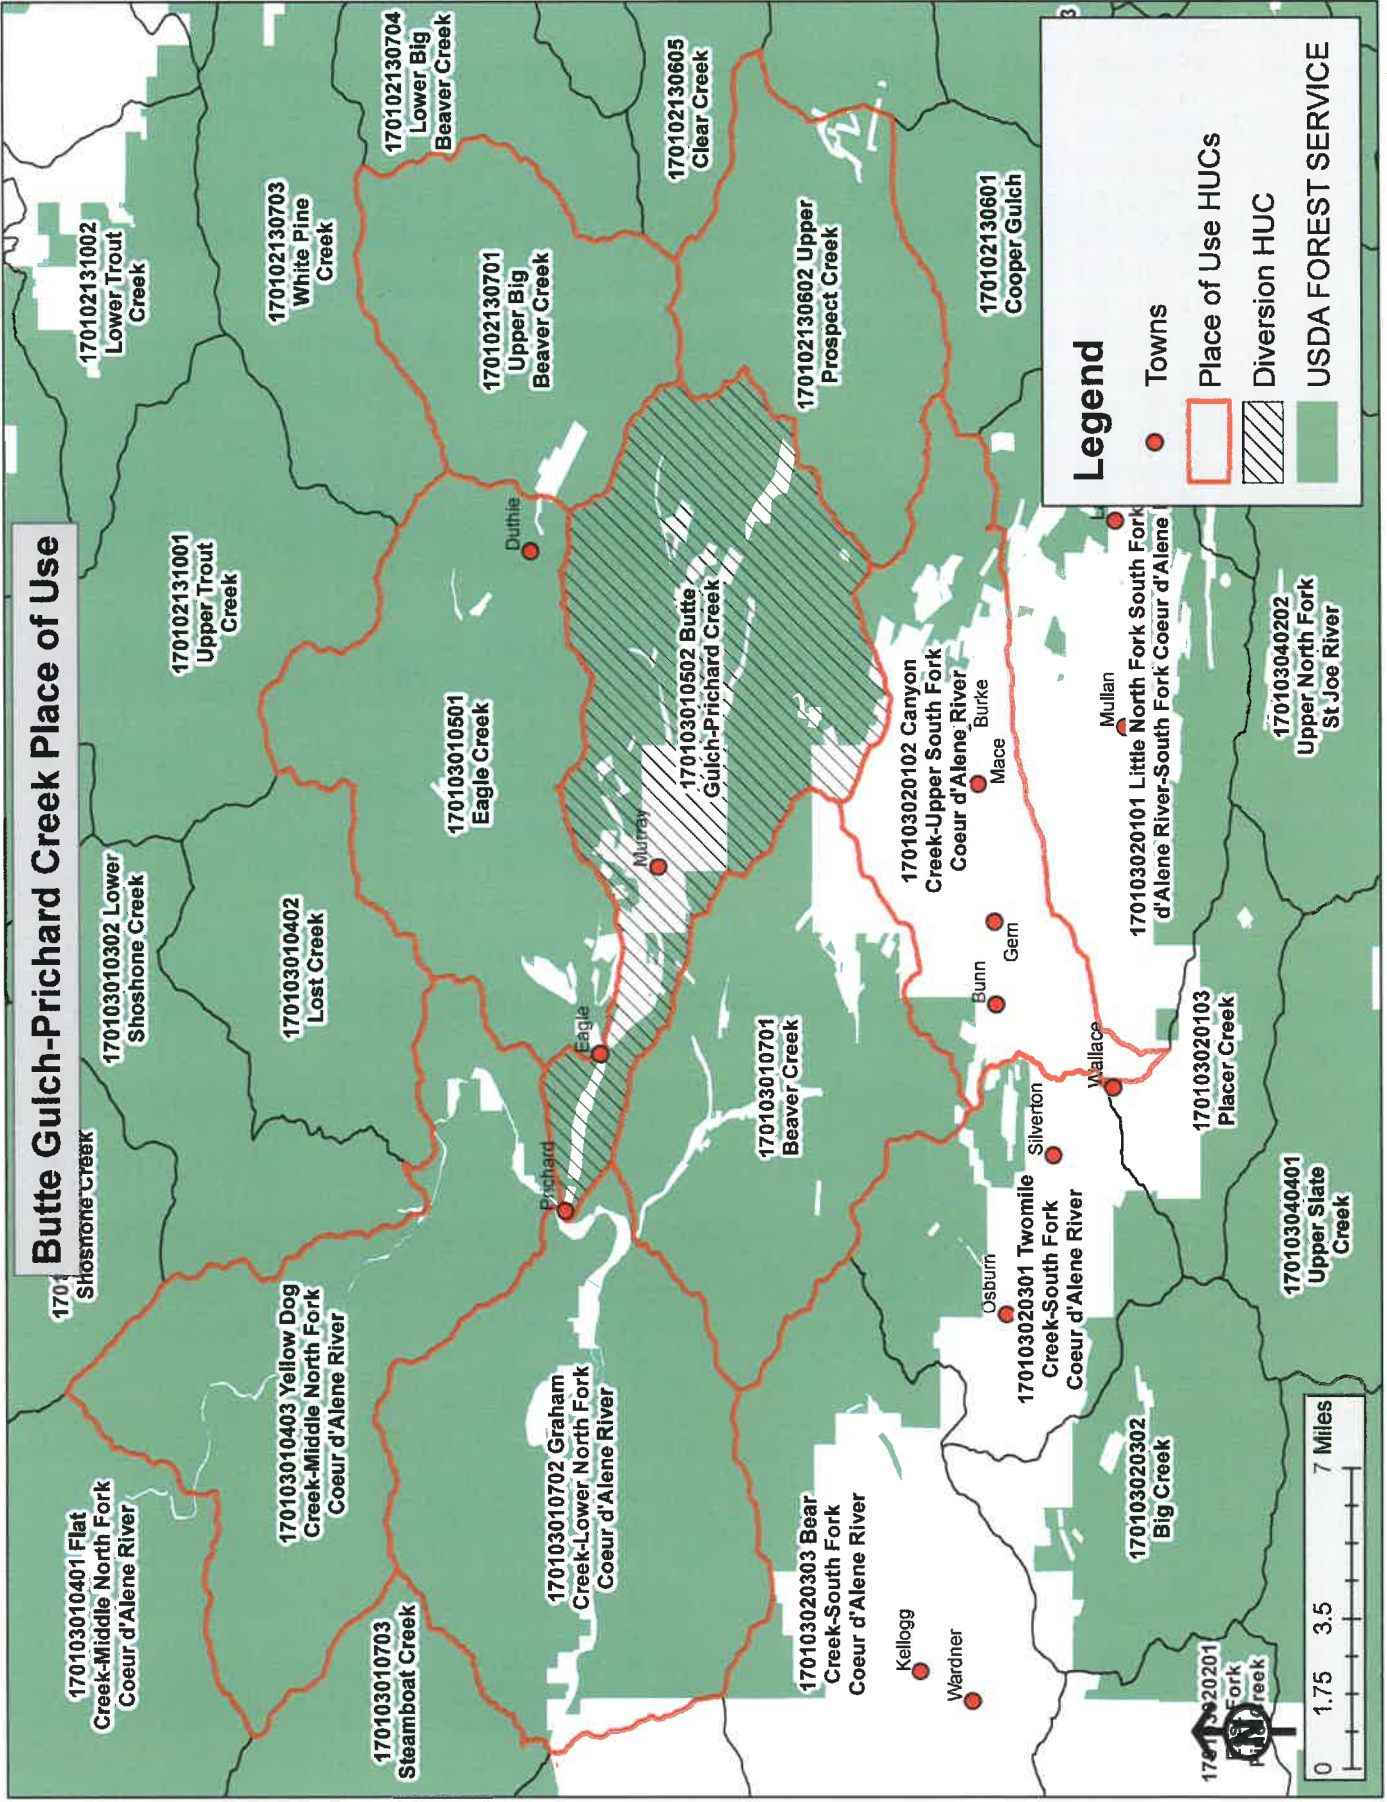 Butte Gulch-Prichard Creek Place of Use
170103010401 Flat
Creek-Middle North Fork
Coeur d'Alene River
Shoshone Creek
170103010302 Lower
Shoshone Creek
170102131001
Upper Trout
Creek
170102131002
Lower Trout
Creek
170102130703
White Pine
Creek
170102130704
Lower Big
Beaver Creek
170103010403 Yellow Dog
Creek-Middle North Fork
Coeur d'Alene River
170103010402
Lost Creek
170103010501
Eagle Creek
Duthie
170102130701
Upper Big
Beaver Creek
170103010703
Steamboat Creek
170103010702 Graham
Creek-Lower North Fork
Coeur d'Alene River
Prichard
Eagle
Murray
170103010502 Butte
Gulch-Prichard Creek
170102130605
Clear Creek
170102130602 Upper
Prospect Creek
170103010701
Beaver Creek
170103020303 Bear
Creek-South Fork
Coeur d'Alene River
Kellogg
Wardner
170103020102 Canyon
Creek-Upper South Fork
Coeur d'Alene River
Burke
Mace
Gem
Bunn
170102130601
Cooper Gulch
Osburn
170103020301 Twomile
Creek-South Fork
Coeur d'Alene River
Silverton
Wallace
Mullan
170103020101 Little North Fork South Fork
d'Alene River-South Fork Coeur d'Alene
170103020302
Big Creek
170103020103
Placer Creek
170103040401
Upper Slate
Creek
170103040202
Upper North Fork
St Joe River
N
0 1.75 3.5 7 Miles
Legend
Towns
Place of Use HUCs
Diversion HUC
USDA FOREST SERVICE